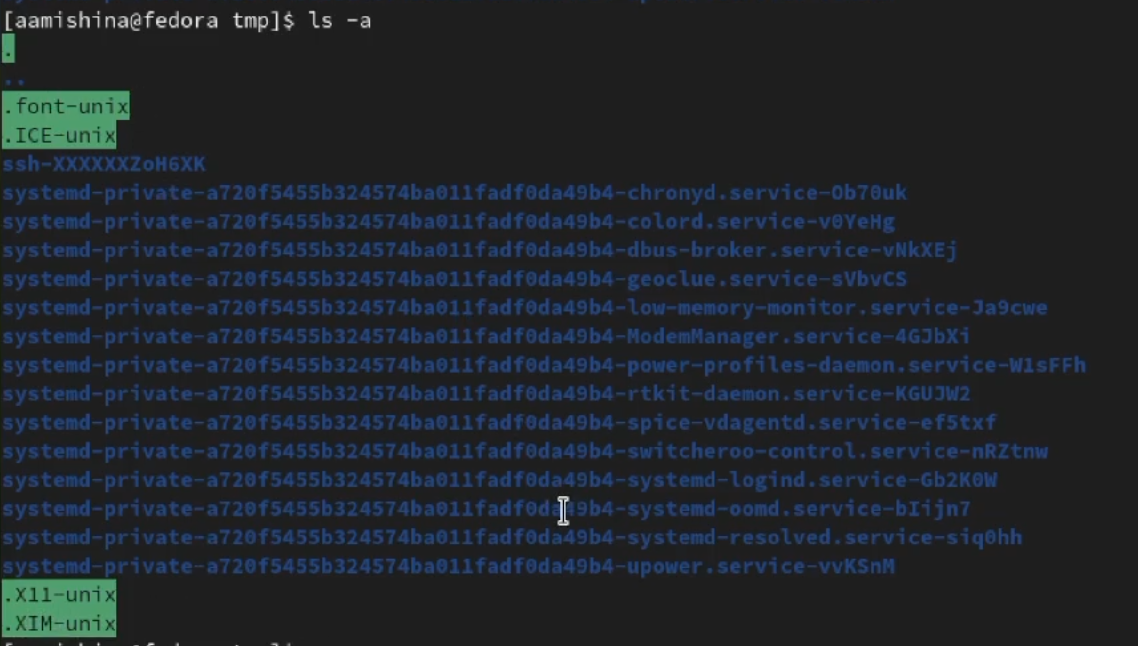 [aamishina@fedora tmp]$ ls -a
.
..
.font-unix
.ICE-unix
ssh-XXXXXXZoH6XK
systemd-private-a720f5455b324574ba011fadf0da49b4-chronyd.service-Ob70uk
systemd-private-a720f5455b324574ba011fadf0da49b4-colord.service-v0YeHg
systemd-private-a720f5455b324574ba011fadf0da49b4-dbus-broker.service-vNkXEj
systemd-private-a720f5455b324574ba011fadf0da49b4-geoclue.service-sVbvCS
systemd-private-a720f5455b324574ba011fadf0da49b4-low-memory-monitor.service-Ja9cwe
systemd-private-a720f5455b324574ba011fadf0da49b4-ModemManager.service-4GJbXi
systemd-private-a720f5455b324574ba011fadf0da49b4-power-profiles-daemon.service-W1sFFh
systemd-private-a720f5455b324574ba011fadf0da49b4-rtkit-daemon.service-KGUJW2
systemd-private-a720f5455b324574ba011fadf0da49b4-spice-vdagentd.service-ef5txf
systemd-private-a720f5455b324574ba011fadf0da49b4-switcheroo-control.service-nRZtnw
systemd-private-a720f5455b324574ba011fadf0da49b4-systemd-logind.service-Gb2K0W
systemd-private-a720f5455b324574ba011fadf0da49b4-systemd-oomd.service-bIijn7
systemd-private-a720f5455b324574ba011fadf0da49b4-systemd-resolved.service-siq0hh
systemd-private-a720f5455b324574ba011fadf0da49b4-upower.service-vvKSnM
.X11-unix
.XIM-unix